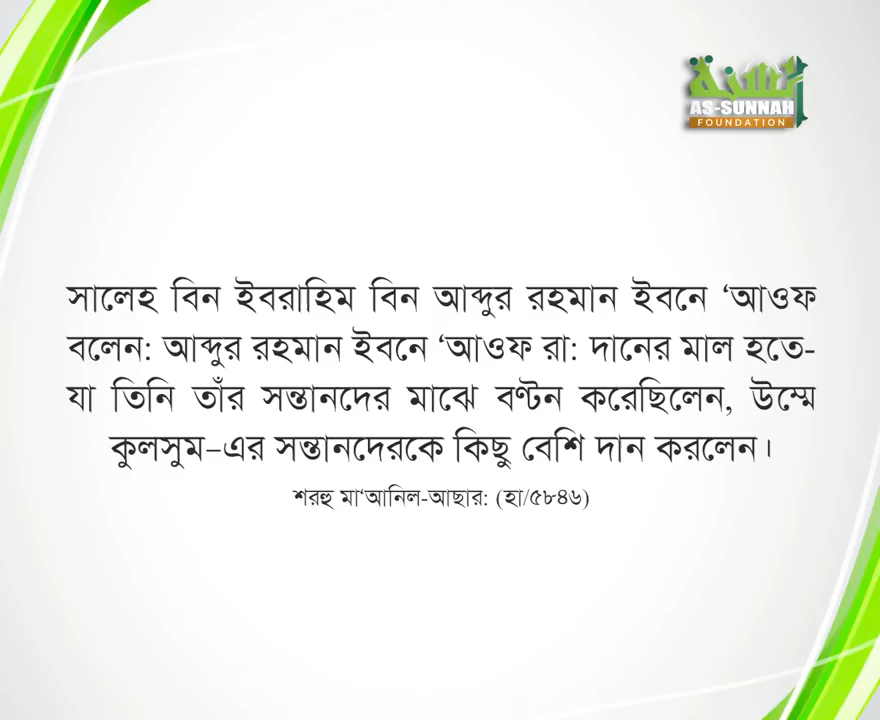 السنة
AS-SUNNAH
FOUNDATION
সালেহ বিন ইবরাহিম বিন আব্দুর রহমান ইবনে ‘আওফ
বলেন: আব্দুর রহমান ইবনে ‘আওফ রা: দানের মাল হতে-
যা তিনি তাঁর সন্তানদের মাঝে বণ্টন করেছিলেন, উম্মে
কুলসুম–এর সন্তানদেরকে কিছু বেশি দান করলেন।
শরহু মা‘আনিল-আছার: (হা/৫৮৪৬)